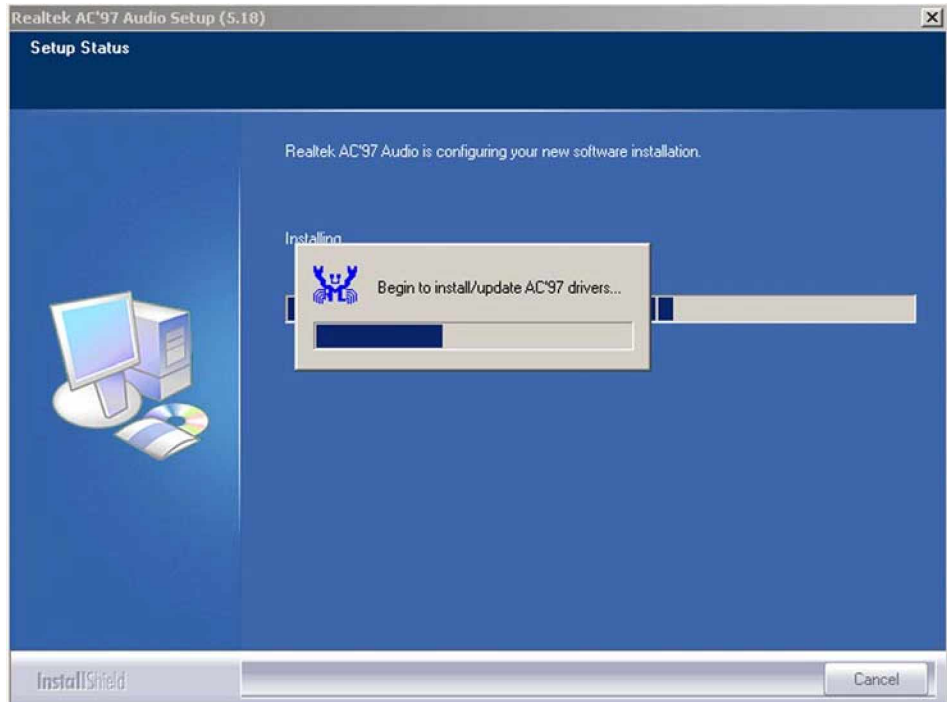 Realtek AC'97 Audio Setup (5.18)
Setup Status
Realtek AC'97 Audio is configuring your new software installation.
Installing
Begin to install/update AC'97 drivers...
InstallShield
Cancel